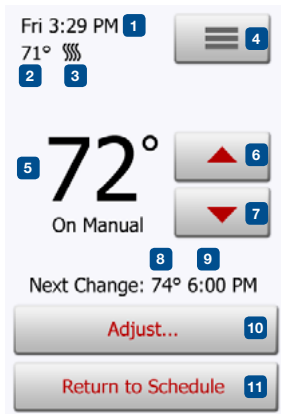 Fri 3:29 PM 1
4
71°
2 3
5 72° 6
On Manual 7
8 9
Next Change: 74° 6:00 PM
Adjust... 10
Return to Schedule 11